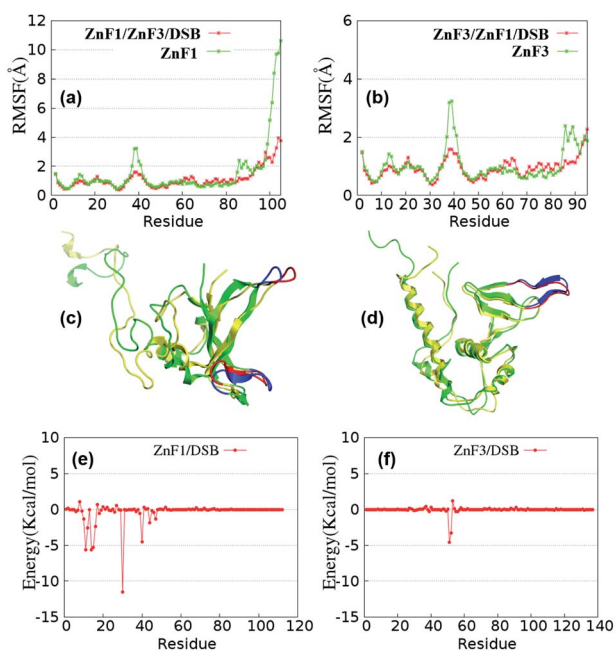 12
10
8
6
4
2
0
RMSF(Å)
ZnF1/ZnF3/DSB
ZnF1
(a)
0 20 40 60 80 100
Residue
6
4
2
0
RMSF(Å)
ZnF3/ZnF1/DSB
ZnF3
(b)
0 10 20 30 40 50 60 70 80 90
Residue
(c)
(d)
10
5
0
-5
-10
-15
Energy(Kcal/mol)
(e)
ZnF1/DSB
0 20 40 60 80 100 120
Residue
10
5
0
-5
-10
-15
Energy(Kcal/mol)
(f)
ZnF3/DSB
0 20 40 60 80 100 120 140
Residue